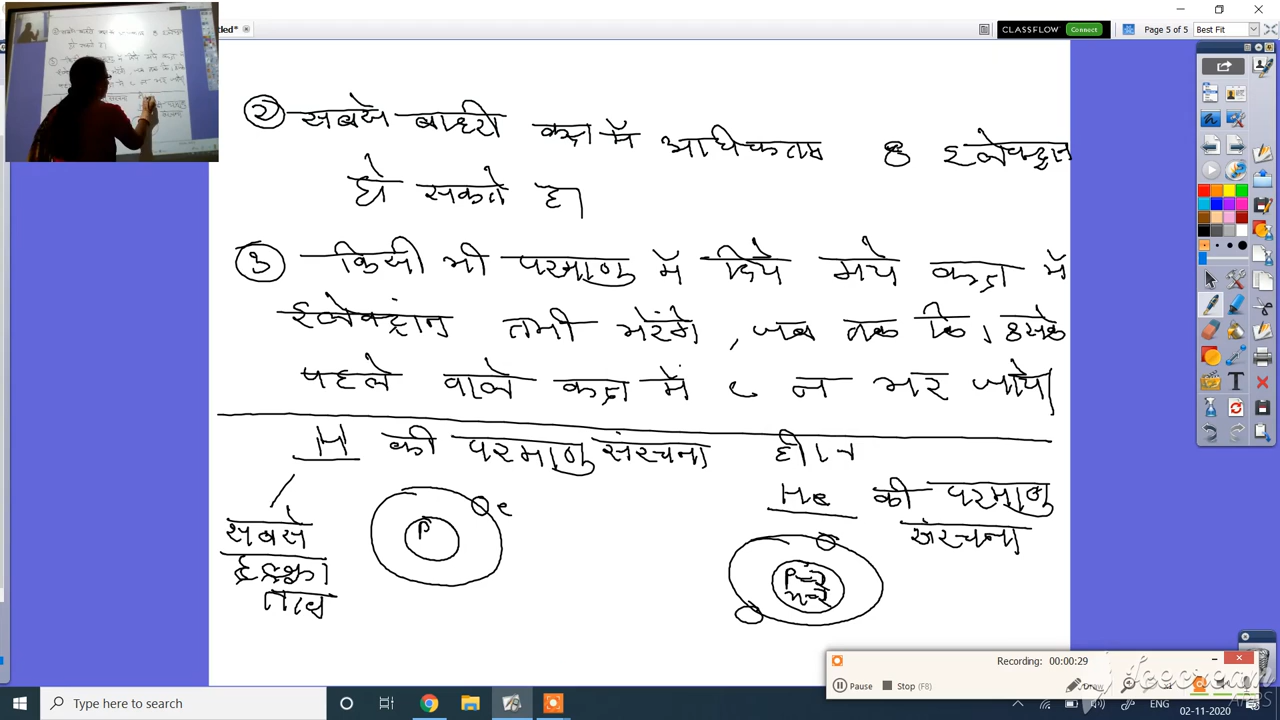 Page 5 of 5
Best Fit
CLASSFLOW
Connect
② सबसे बाहरी कक्षा में अधिकतम 8 इलेक्ट्रान
हो सकते है।
③ किसी भी परमाणु में दिये गये कक्षा में
इलेक्ट्रांन तभी भरेंगे , जब तक कि । उसके
पहले वाले कक्षा में e न भर जाये।
H की परमाणु संरचना
He की परमाणु
संरचना
e
P
सबसे
तत्व
Recording: 00:00:29
Pause
Stop (F8)
Draw
Type here to search
ENG
02-11-2020